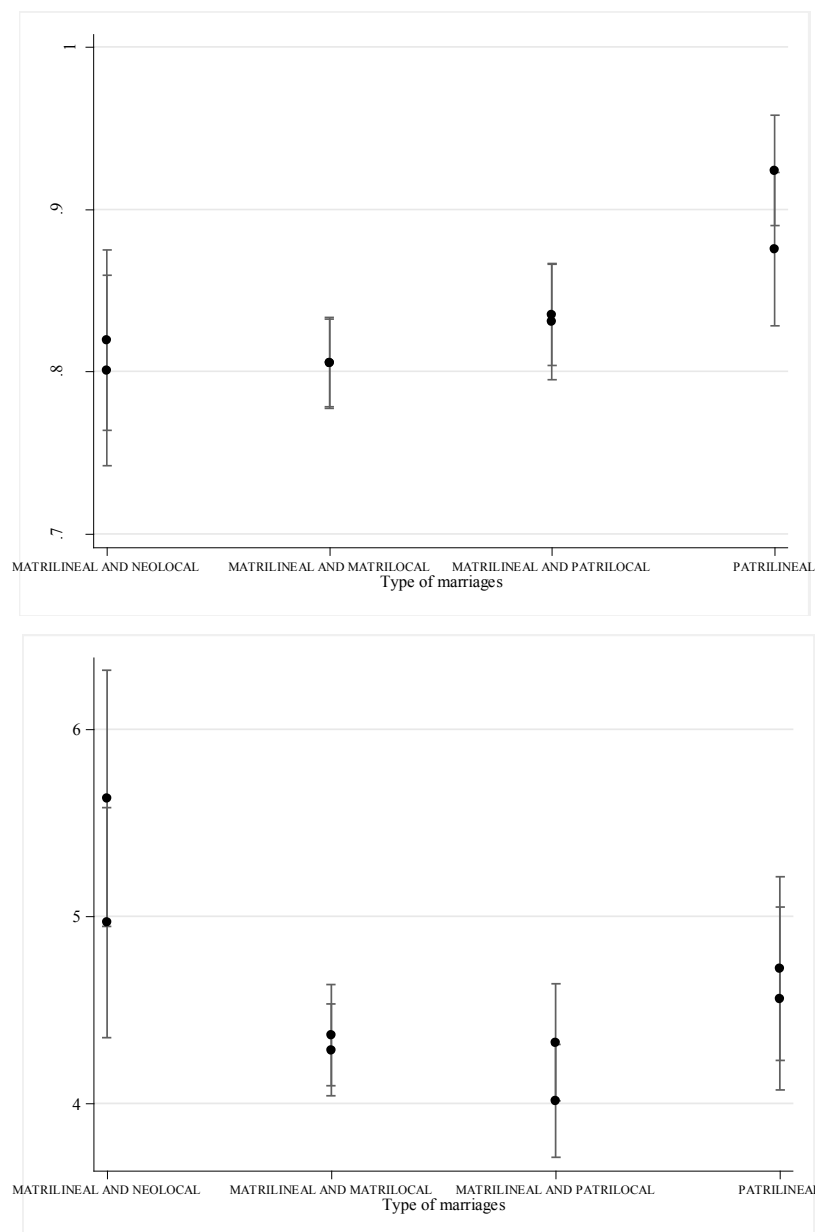 1
.9
.8
.7
MATRILINEAL AND NEOLOCAL MATRILINEAL AND MATRILOCAL MATRILINEAL AND PATRILOCAL PATRILINEAL
Type of marriages
6
5
4
MATRILINEAL AND NEOLOCAL MATRILINEAL AND MATRILOCAL MATRILINEAL AND PATRILOCAL PATRILINEAL
Type of marriages